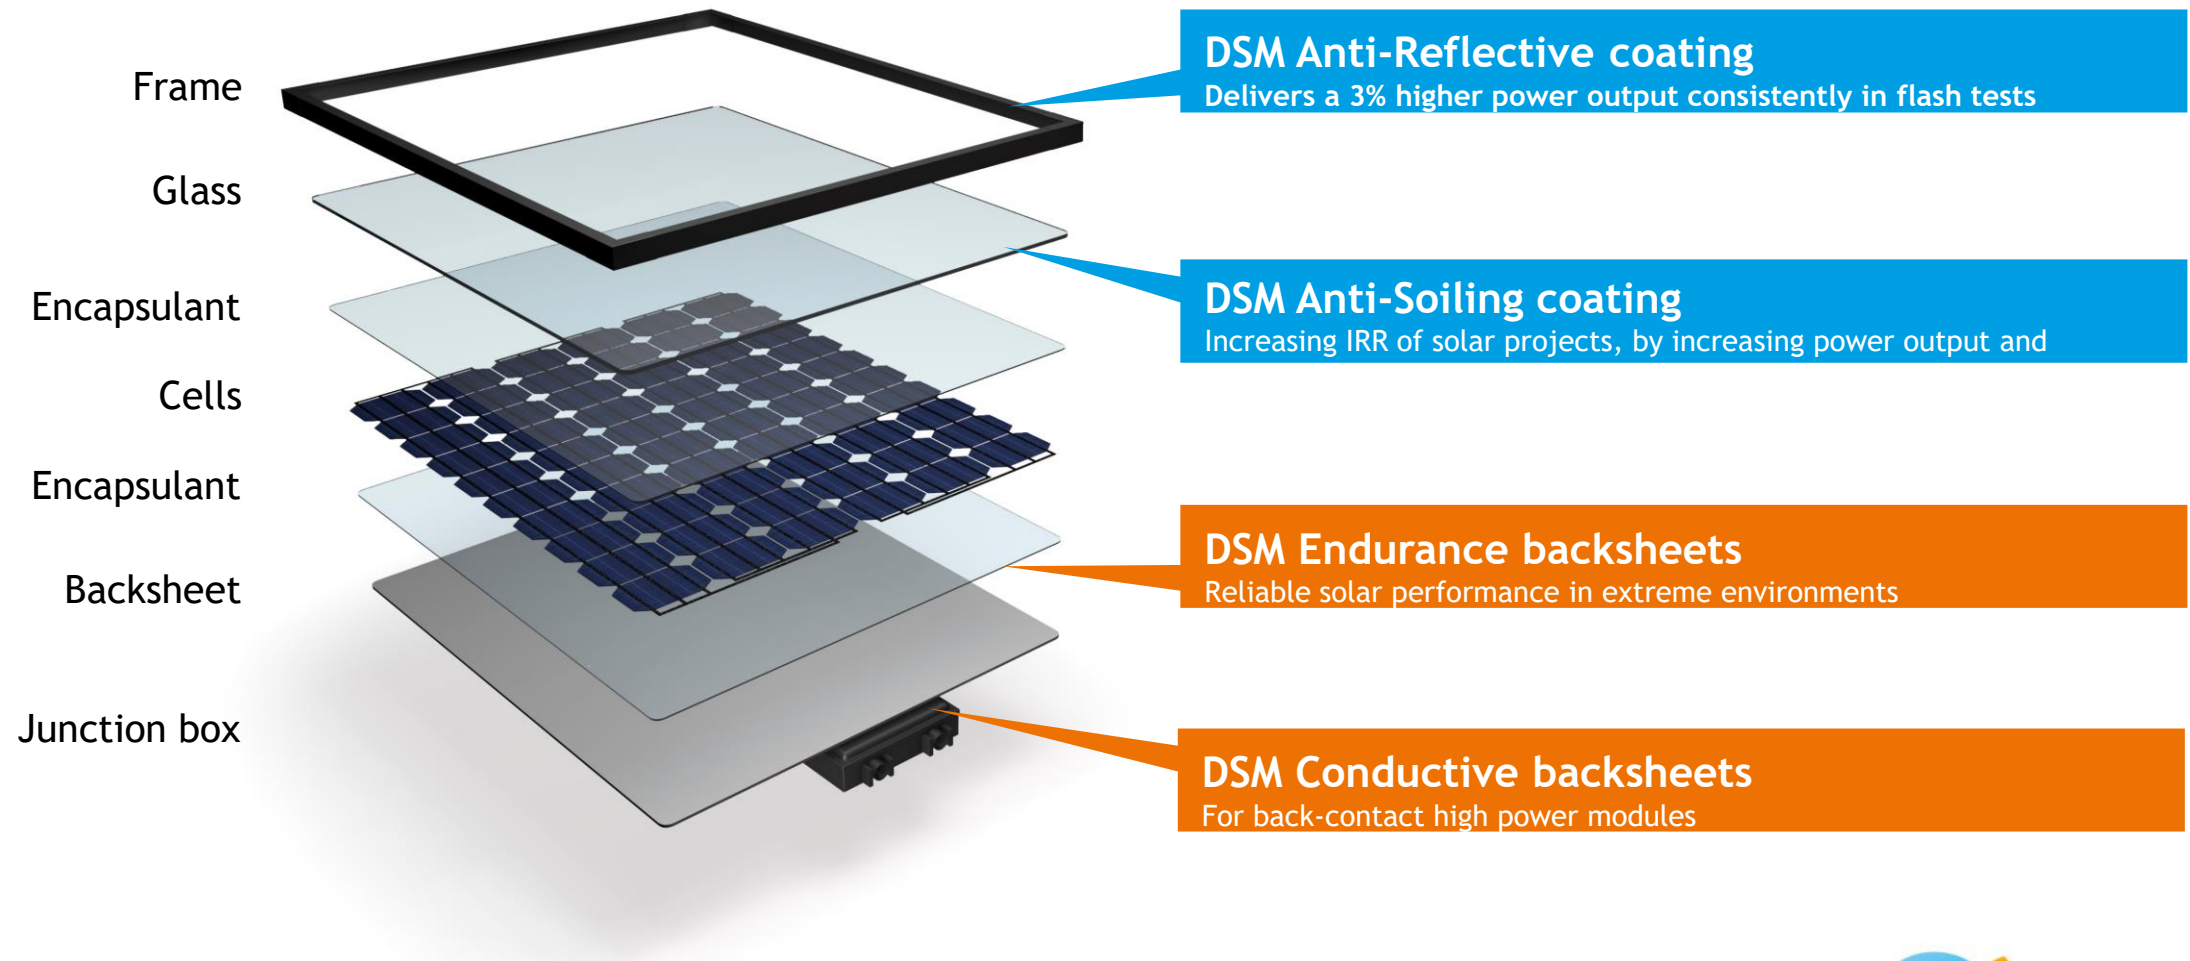 Frame
Glass
Encapsulant
Cells
Encapsulant
Backsheet
Junction box
DSM Anti-Reflective coating
Delivers a 3% higher power output consistently in flash tests
DSM Anti-Soiling coating
Increasing IRR of solar projects, by increasing power output and
DSM Endurance backsheets
Reliable solar performance in extreme environments
DSM Conductive backsheets
For back-contact high power modules